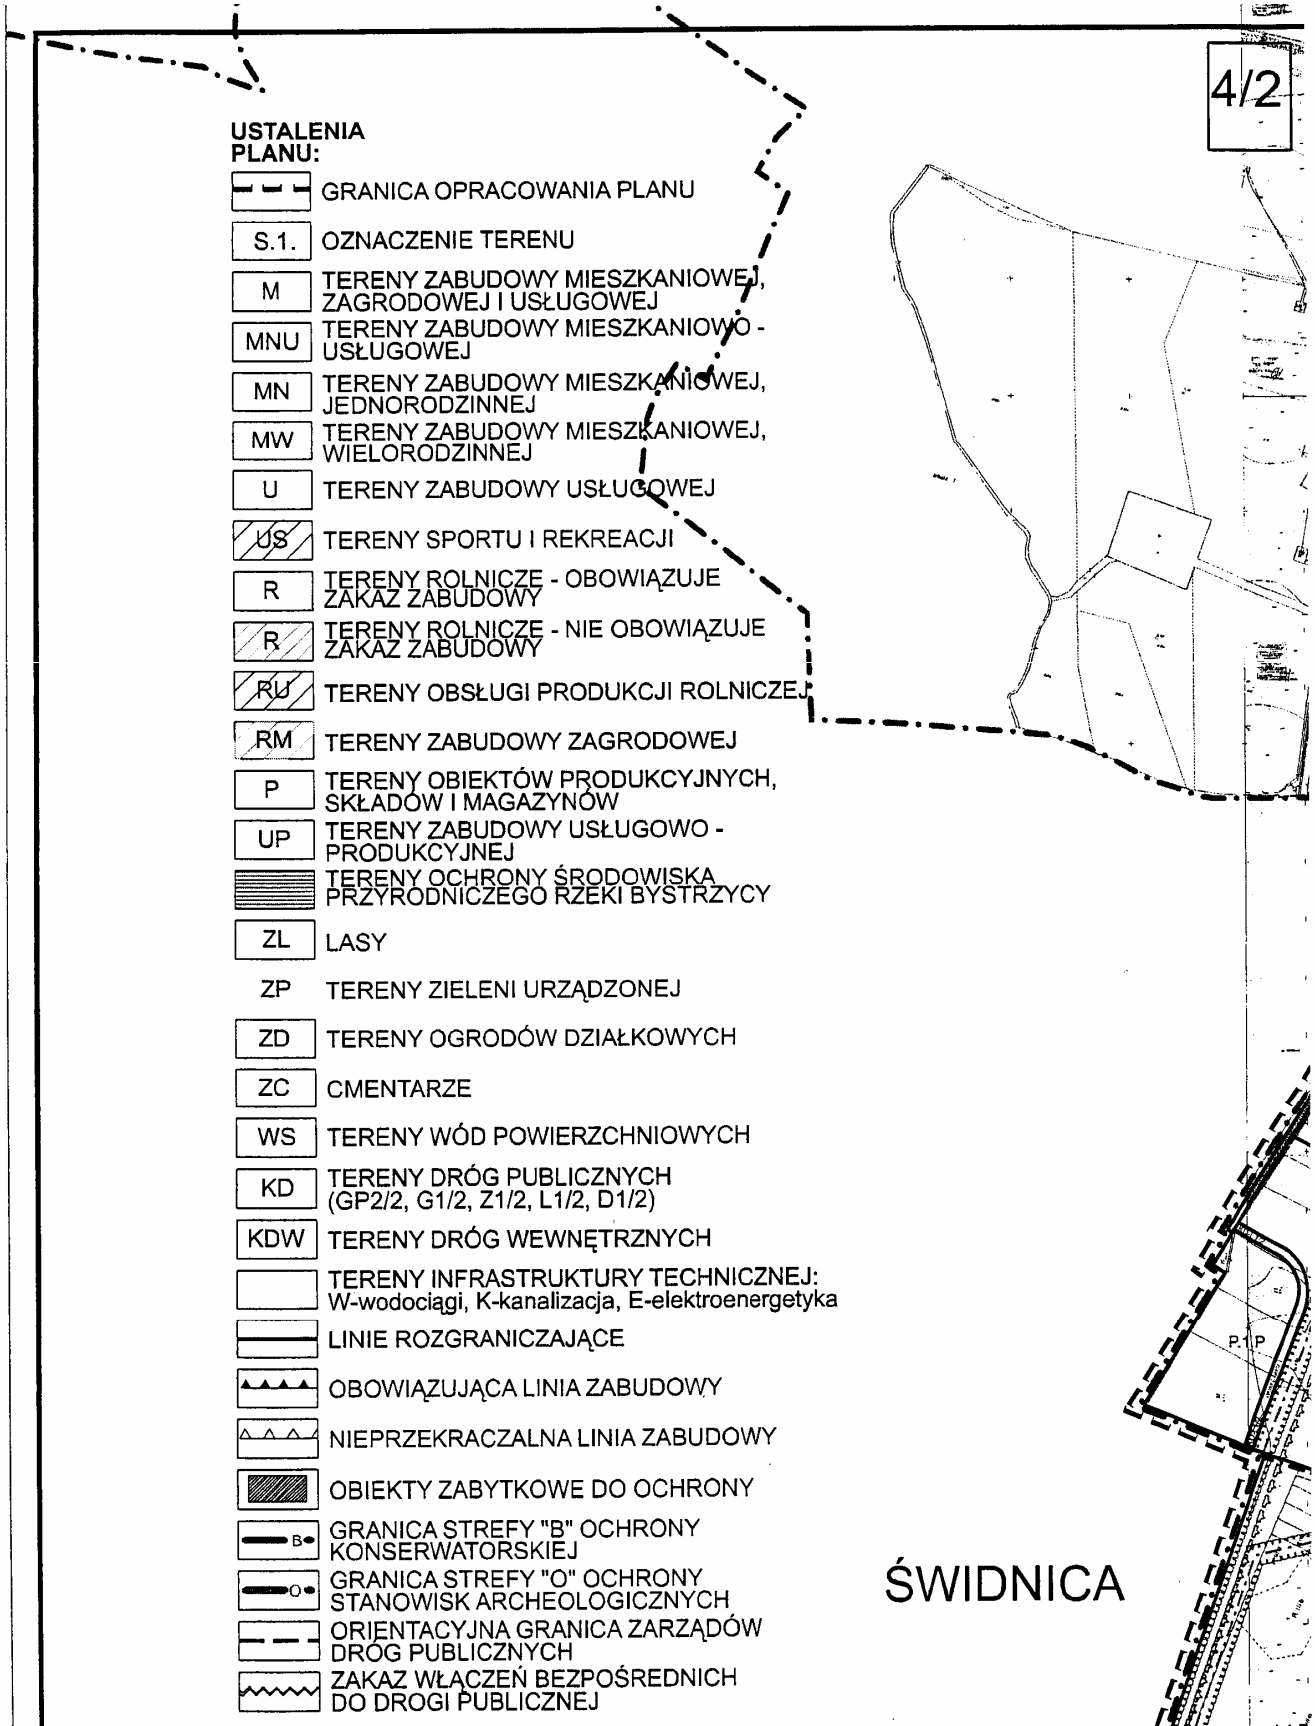 4/2
USTALENIA
PLANU:
GRANICA OPRACOWANIA PLANU
S.1. OZNACZENIE TERENU
M TERENY ZABUDOWY MIESZKANIOWEJ,
ZAGRODOWEJ I USŁUGOWEJ
MNU TERENY ZABUDOWY MIESZKANIOWO -
USŁUGOWEJ
MN TERENY ZABUDOWY MIESZKANIOWEJ,
JEDNORODZINNEJ
MW TERENY ZABUDOWY MIESZKANIOWEJ,
WIELORODZINNEJ
U TERENY ZABUDOWY USŁUGOWEJ
US TERENY SPORTU I REKREACJI
R TERENY ROLNICZE - OBOWIĄZUJE
ZAKAZ ZABUDOWY
R TERENY ROLNICZE - NIE OBOWIĄZUJE
ZAKAZ ZABUDOWY
RU TERENY OBSŁUGI PRODUKCJI ROLNICZEJ
RM TERENY ZABUDOWY ZAGRODOWEJ
P TERENY OBIEKTÓW PRODUKCYJNYCH,
SKŁADÓW I MAGAZYNÓW
UP TERENY ZABUDOWY USŁUGOWO -
PRODUKCYJNEJ
TERENY OCHRONY ŚRODOWISKA
PRZYRODNICZEGO RZEKI BYSTRZYCY
ZL LASY
ZP TERENY ZIELENI URZĄDZONEJ
ZD TERENY OGRODÓW DZIAŁKOWYCH
ZC CMENTARZE
WS TERENY WÓD POWIERZCHNIOWYCH
KD TERENY DRÓG PUBLICZNYCH
(GP2/2, G1/2, Z1/2, L1/2, D1/2)
KDW TERENY DRÓG WEWNĘTRZNYCH
TERENY INFRASTRUKTURY TECHNICZNEJ:
W-wodociągi, K-kanalizacja, E-elektroenergetyka
LINIE ROZGRANICZAJĄCE
OBOWIĄZUJĄCA LINIA ZABUDOWY
NIEPRZEKRACZALNA LINIA ZABUDOWY
OBIEKTY ZABYTKOWE DO OCHRONY
B GRANICA STREFY "B" OCHRONY
KONSERWATORSKIEJ
O GRANICA STREFY "O" OCHRONY
STANOWISK ARCHEOLOGICZNYCH
ORIENTACYJNA GRANICA ZARZĄDÓW
DRÓG PUBLICZNYCH
ZAKAZ WŁĄCZEŃ BEZPOŚREDNICH
DO DROGI PUBLICZNEJ
P.1P
ŚWIDNICA